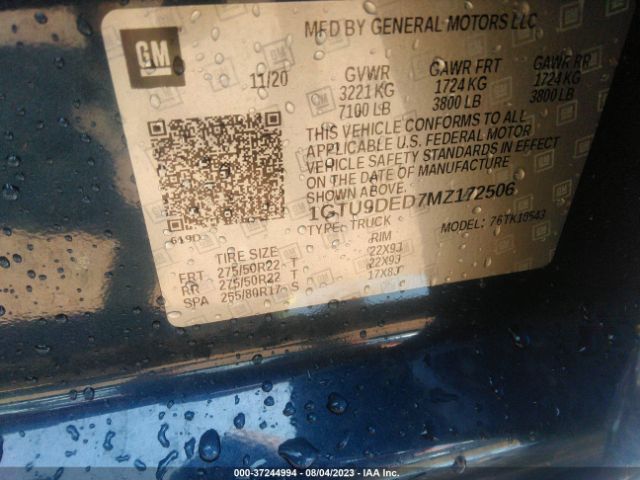 GM
MFD BY GENERAL MOTORS LLC
11/20 GVWR GAWR FRT GAWR RR
3221 KG 1724 KG 1724 KG
7100 LB 3800 LB 3800 LB
THIS VEHICLE CONFORMS TO ALL
APPLICABLE U.S. FEDERAL MOTOR
VEHICLE SAFETY STANDARDS IN EFFECT
ON THE DATE OF MANUFACTURE
SHOWN ABOVE.
1GTU9DED7MZ172506
619D TYPE: TRUCK MODEL: 76TK10543
TIRE SIZE RIM
FRT 275/50R22 T 22X9J
RR 275/50R22 T 22X9J
SPA 255/80R17 S 17X8J
000-37244994 - 08/04/2023 - IAA Inc.